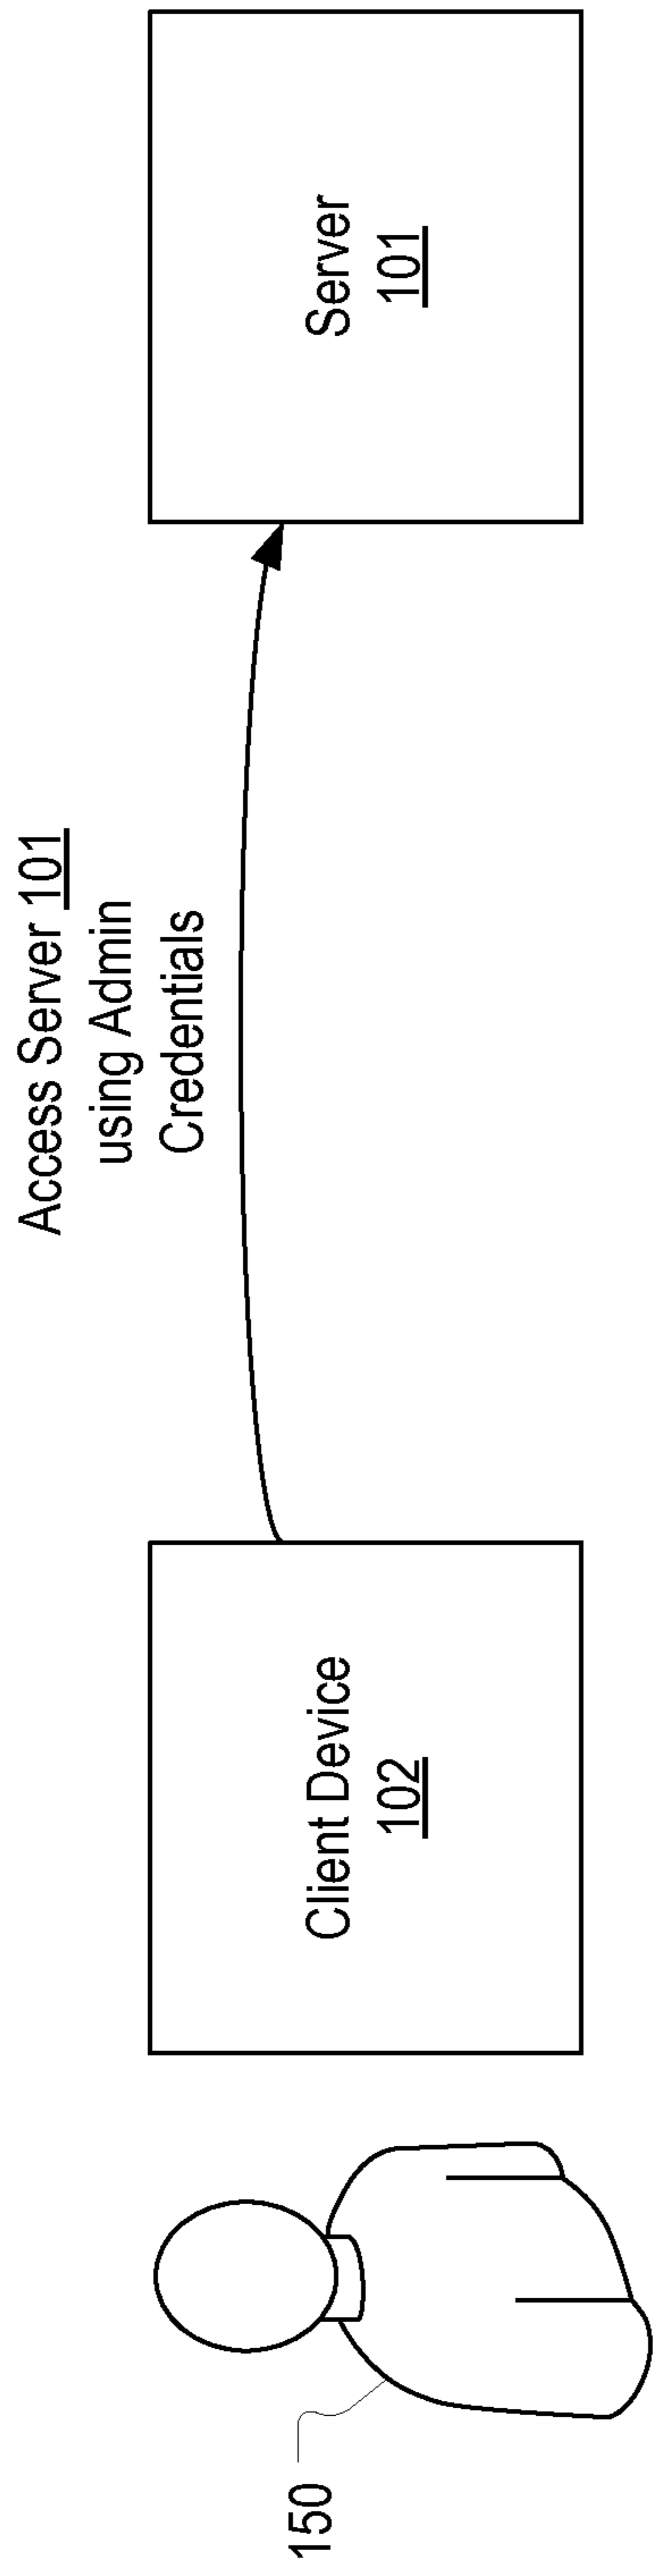 Access Server 101
using Admin
Credentials
150
Client Device
102
Server
101